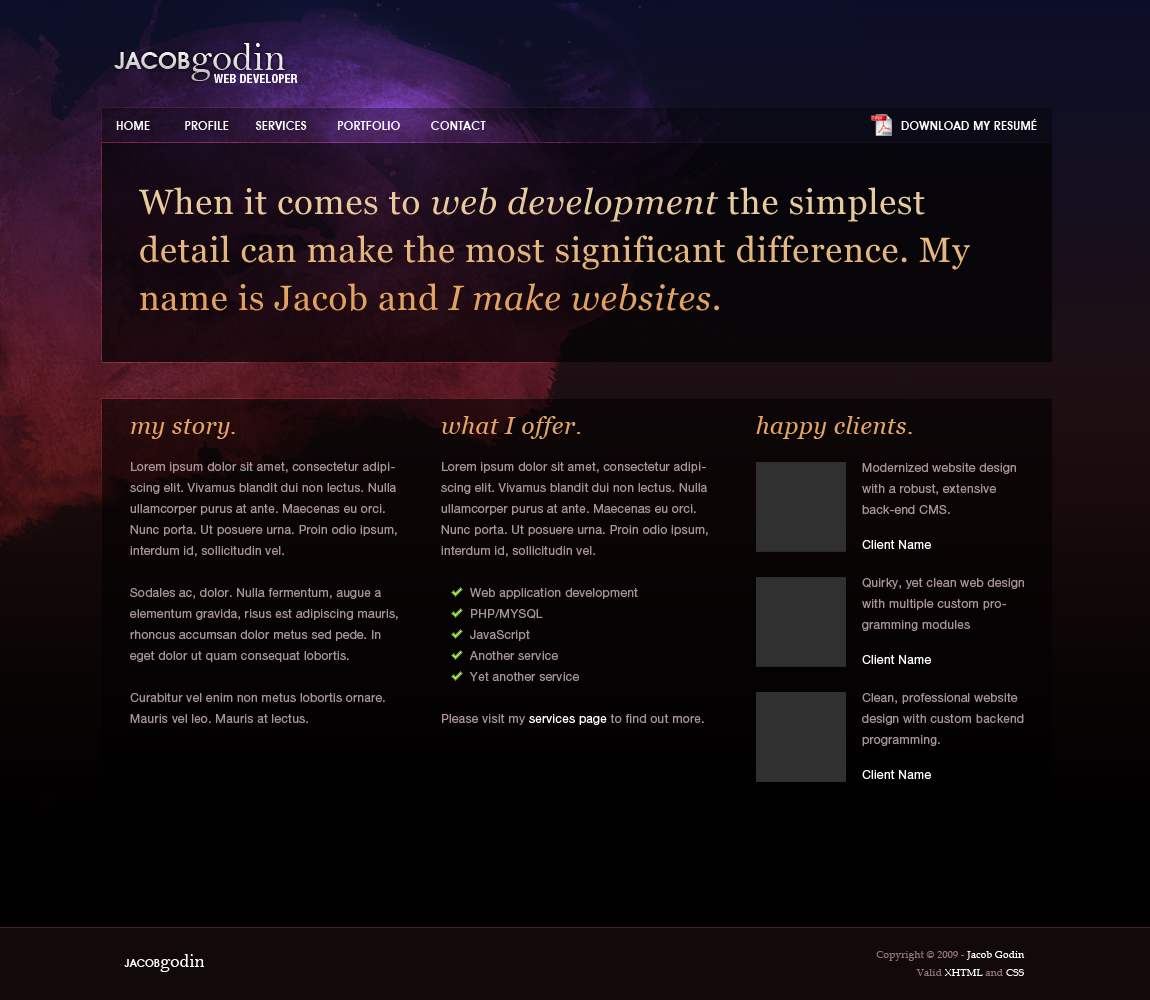 JACOBgodin
WEB DEVELOPER
HOME PROFILE SERVICES PORTFOLIO CONTACT PDF DOWNLOAD MY RESUMÉ
When it comes to web development the simplest
detail can make the most significant difference. My
name is Jacob and I make websites.
my story.
Lorem ipsum dolor sit amet, consectetur adipi-
scing elit. Vivamus blandit dui non lectus. Nulla
ullamcorper purus at ante. Maecenas eu orci.
Nunc porta. Ut posuere urna. Proin odio ipsum,
interdum id, sollicitudin vel.
Sodales ac, dolor. Nulla fermentum, augue a
elementum gravida, risus est adipiscing mauris,
rhoncus accumsan dolor metus sed pede. In
eget dolor ut quam consequat lobortis.
Curabitur vel enim non metus lobortis ornare.
Mauris vel leo. Mauris at lectus.
what I offer.
Lorem ipsum dolor sit amet, consectetur adipi-
scing elit. Vivamus blandit dui non lectus. Nulla
ullamcorper purus at ante. Maecenas eu orci.
Nunc porta. Ut posuere urna. Proin odio ipsum,
interdum id, sollicitudin vel.
Web application development
PHP/MYSQL
JavaScript
Another service
Yet another service
Please visit my services page to find out more.
happy clients.
Modernized website design
with a robust, extensive
back-end CMS.
Client Name
Quirky, yet clean web design
with multiple custom pro-
gramming modules
Client Name
Clean, professional website
design with custom backend
programming.
Client Name
JACOBgodin
Copyright © 2009 - Jacob Godin
Valid XHTML and CSS